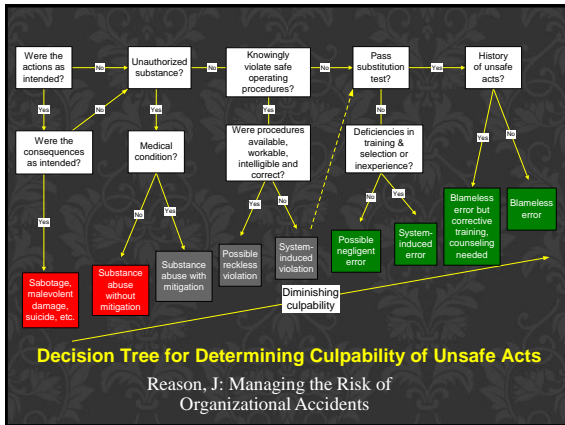 Were the
actions as
intended?
No
Unauthorized
substance?
No
Knowingly
violate safe
operating
procedures?
No
Pass
substitution
test?
Yes
History of
unsafe
acts?
Yes
No
Yes
Yes
No
Yes
No
Were the
consequences
as intended?
Medical
condition?
Were procedures
available,
workable,
intelligible and
correct?
Deficiencies in
training &
selection or
inexperience?
Yes
No
Yes
Yes
No
No
Yes
Sabotage,
malevolent
damage,
suicide, etc.
Substance
abuse
without
mitigation
Substance
abuse with
mitigation
Possible
reckless
violation
System-
induced
violation
Possible
negligent
error
System-
induced
error
Blameless
error but
corrective
training,
counseling
needed
Blameless
error
Diminishing
culpability
Decision Tree for Determining Culpability of Unsafe Acts
Reason, J: Managing the Risk of
Organizational Accidents